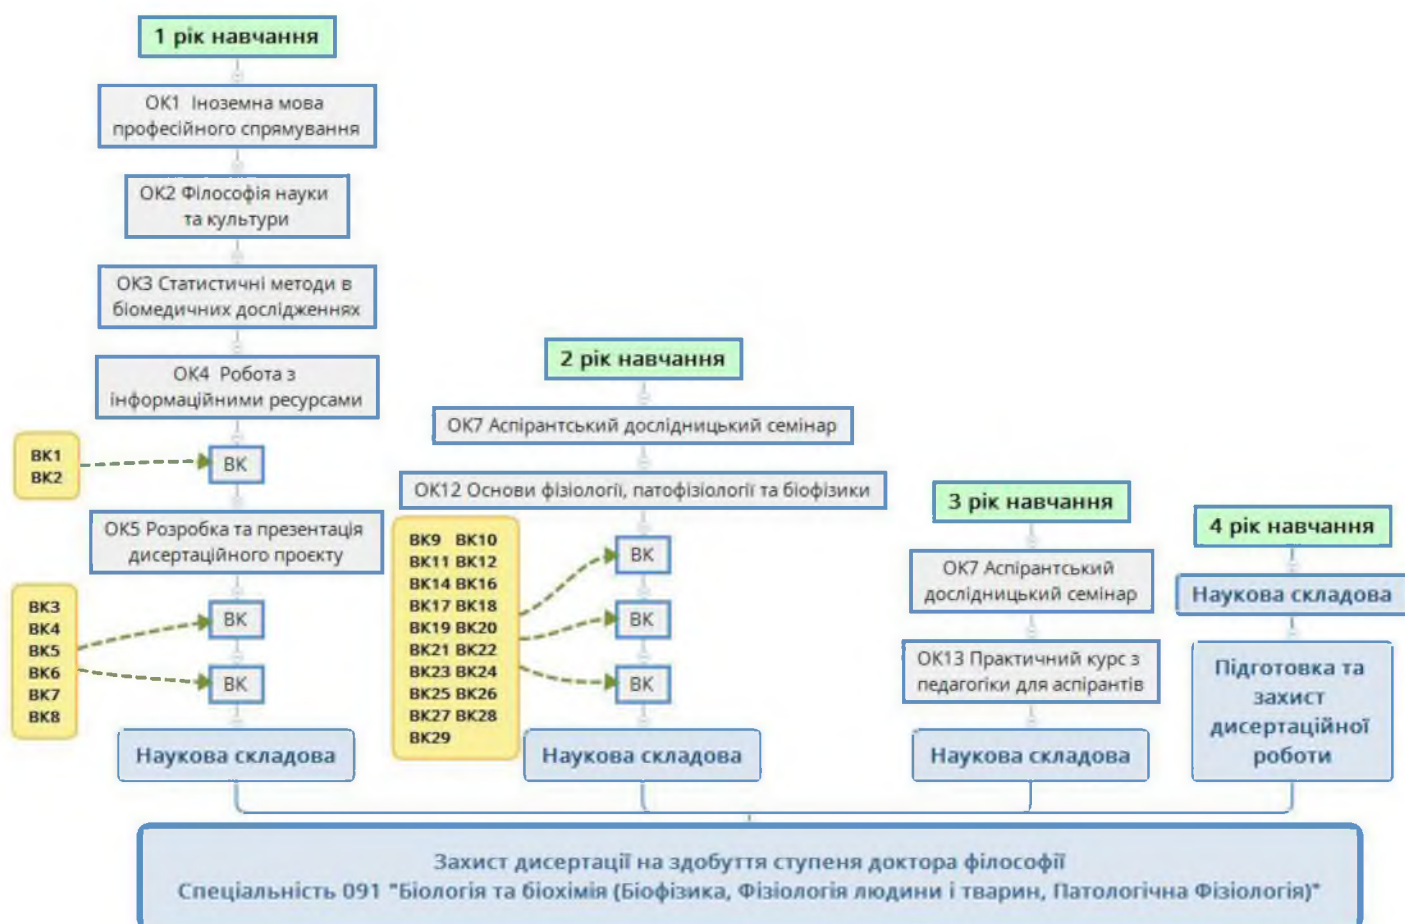 1 рік навчання
ОК1 Іноземна мова
професійного спрямування
ОК2 Філософія науки
та культури
ОК3 Статистичні методи в
біомедичних дослідженнях
ОК4 Робота з
інформаційними ресурсами
ВК1
ВК2
ВК
ОК5 Розробка та презентація
дисертаційного проєкту
ВК3
ВК4
ВК5
ВК6
ВК7
ВК8
ВК
ВК
Наукова складова
2 рік навчання
ОК7 Аспірантський дослідницький семінар
ОК12 Основи фізіології, патофізіології та біофізики
ВК9 ВК10
ВК11 ВК12
ВК14 ВК16
ВК17 ВК18
ВК19 ВК20
ВК21 ВК22
ВК23 ВК24
ВК25 ВК26
ВК27 ВК28
ВК29
ВК
ВК
ВК
Наукова складова
3 рік навчання
ОК7 Аспірантський
дослідницький семінар
ОК13 Практичний курс з
педагогіки для аспірантів
Наукова складова
4 рік навчання
Наукова складова
Підготовка та
захист
дисертаційної
роботи
Захист дисертації на здобуття ступеня доктора філософії
Спеціальність 091 "Біологія та біохімія (Біофізика, Фізіологія людини і тварин, Патологічна Фізіологія)"